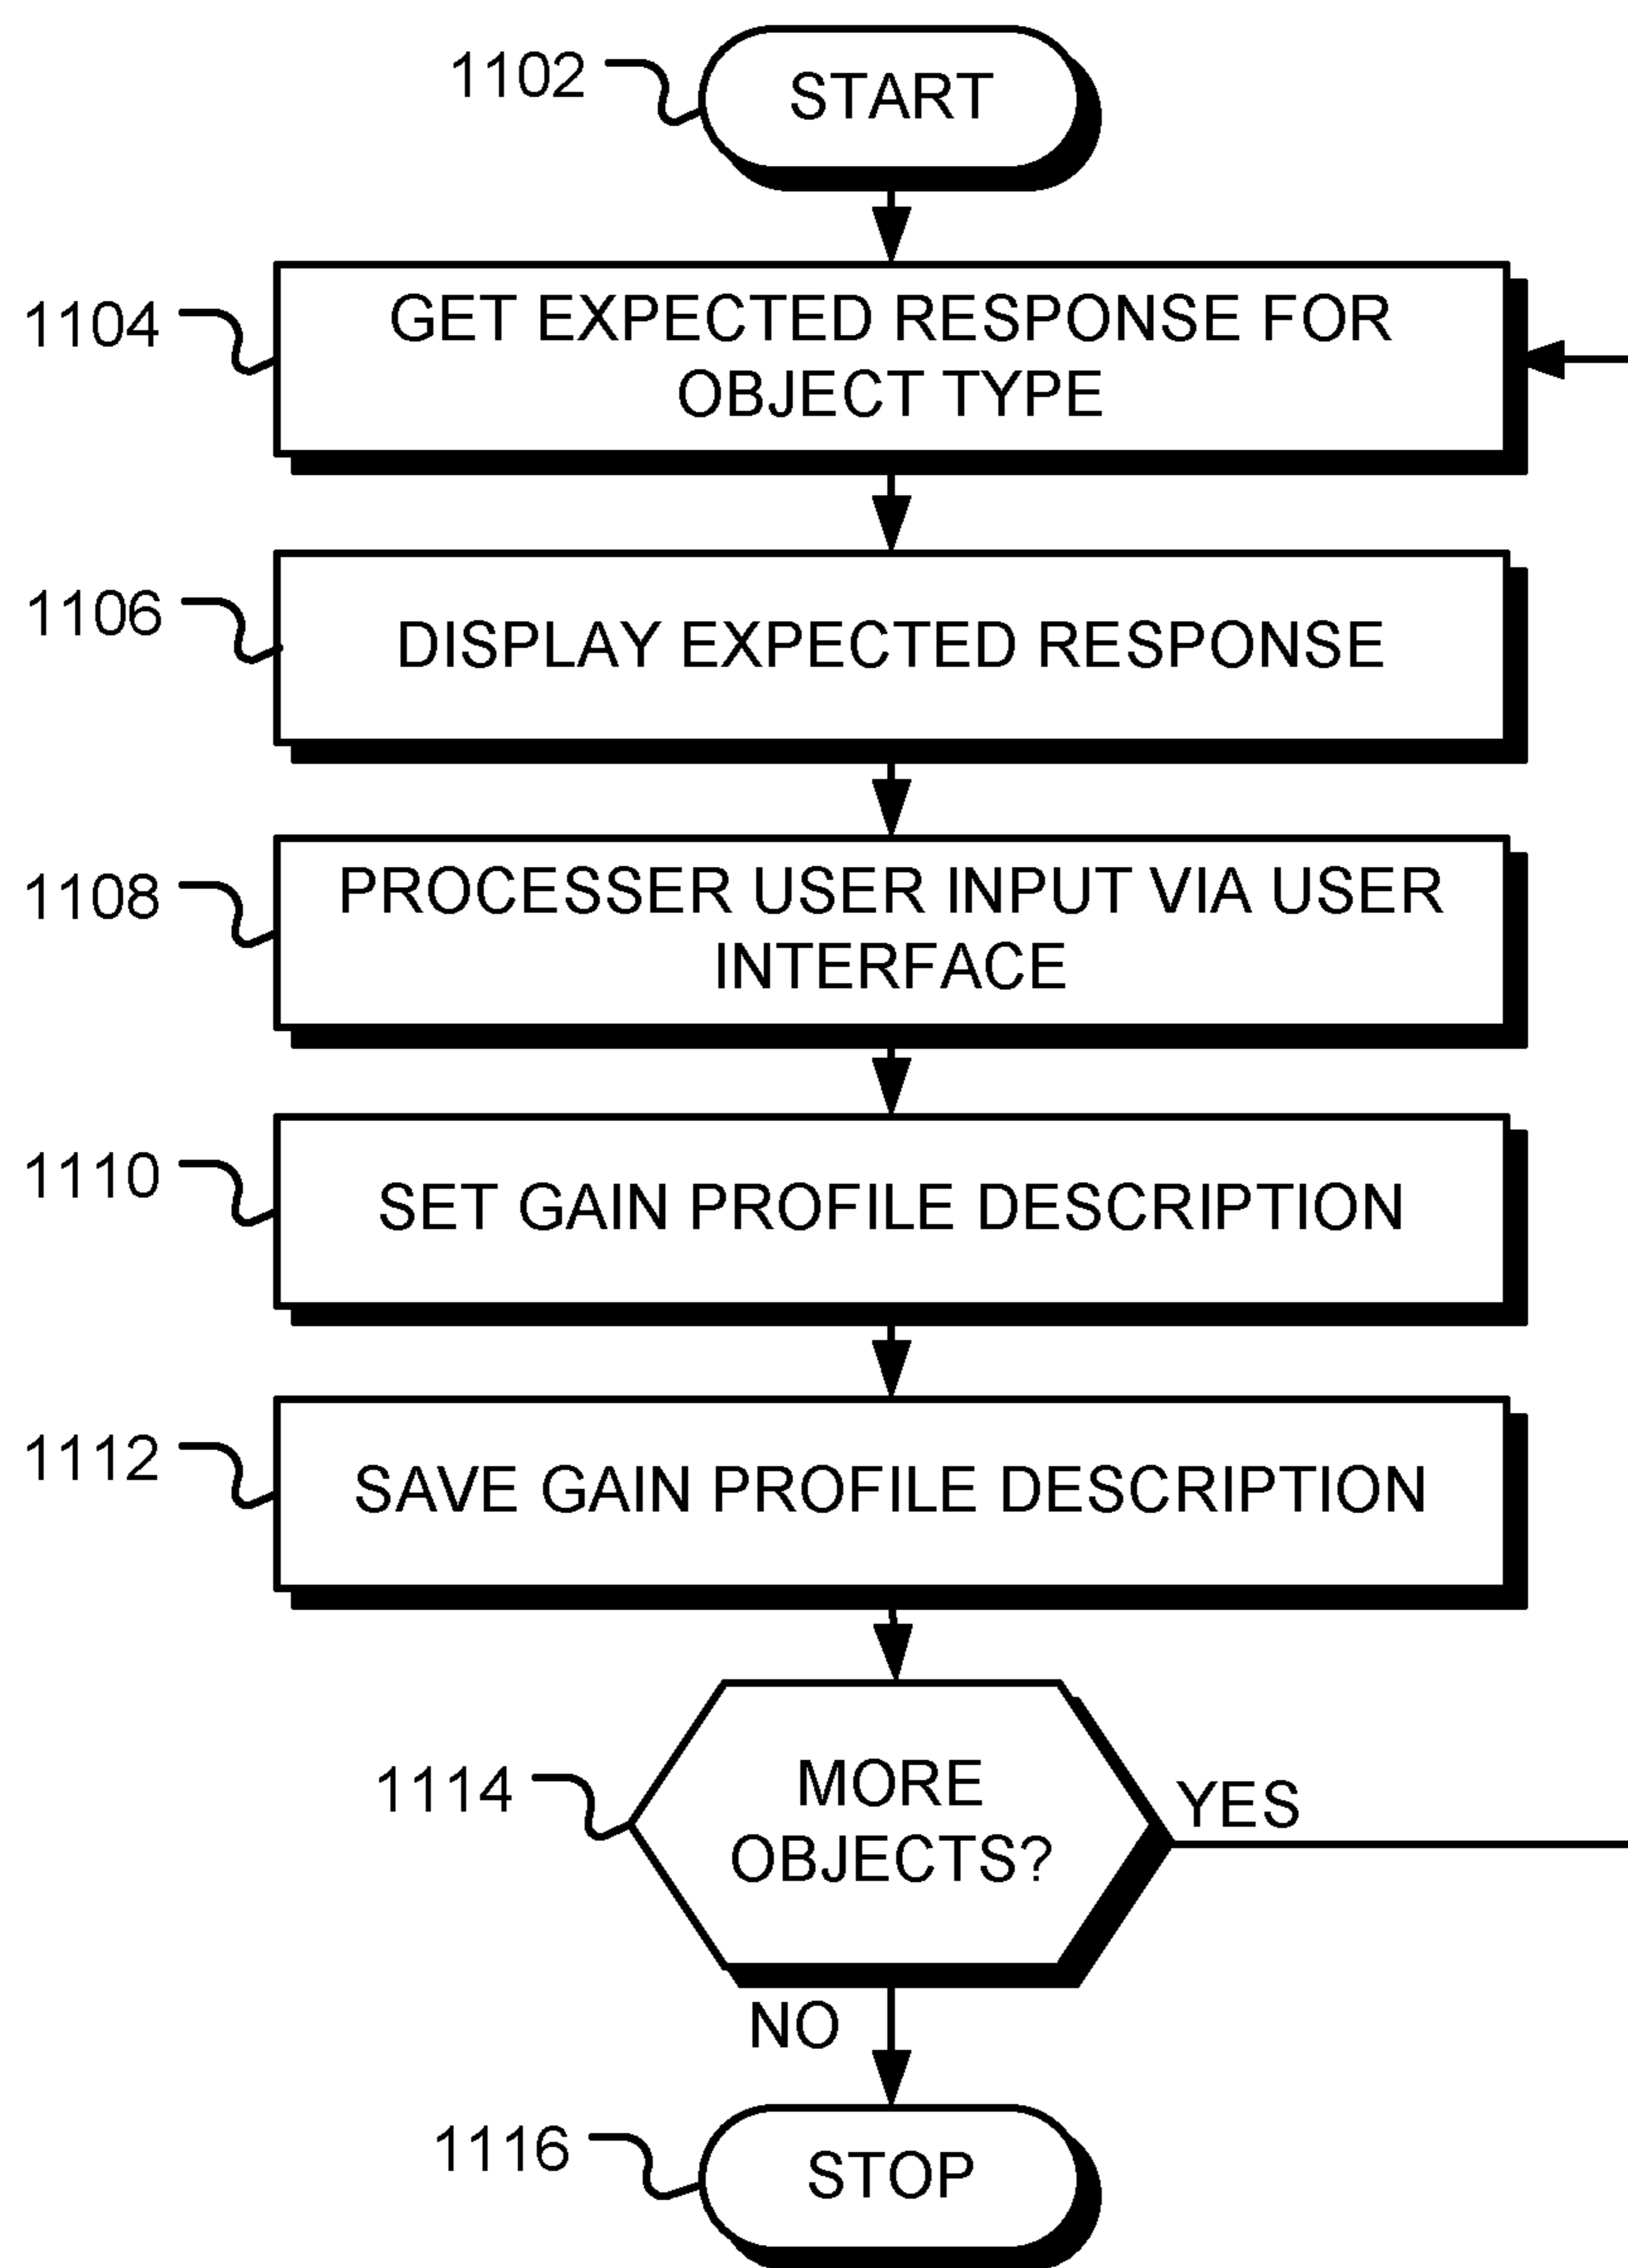 1102
START
1104
GET EXPECTED RESPONSE FOR
OBJECT TYPE
1106
DISPLAY EXPECTED RESPONSE
1108
PROCESSER USER INPUT VIA USER
INTERFACE
1110
SET GAIN PROFILE DESCRIPTION
1112
SAVE GAIN PROFILE DESCRIPTION
1114
MORE
OBJECTS?
YES
NO
1116
STOP